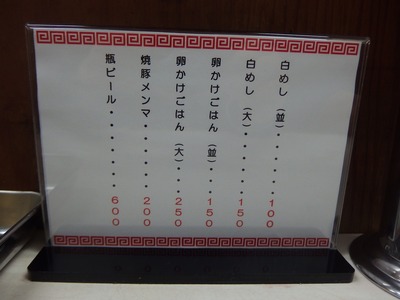 白めし（並）・・・・100
白めし（大）・・・・150
卵かけごはん（並）・・150
卵かけごはん（大）・・250
焼豚メンマ・・・・・・200
瓶ビール・・・・・・・600